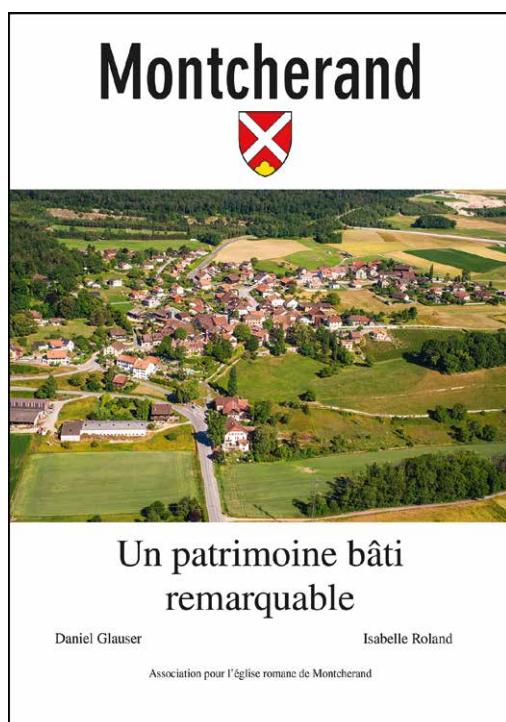 Montcherand
Un patrimoine bâti
remarquable
Daniel Glauser
Isabelle Roland
Association pour l'église romane de Montcherand